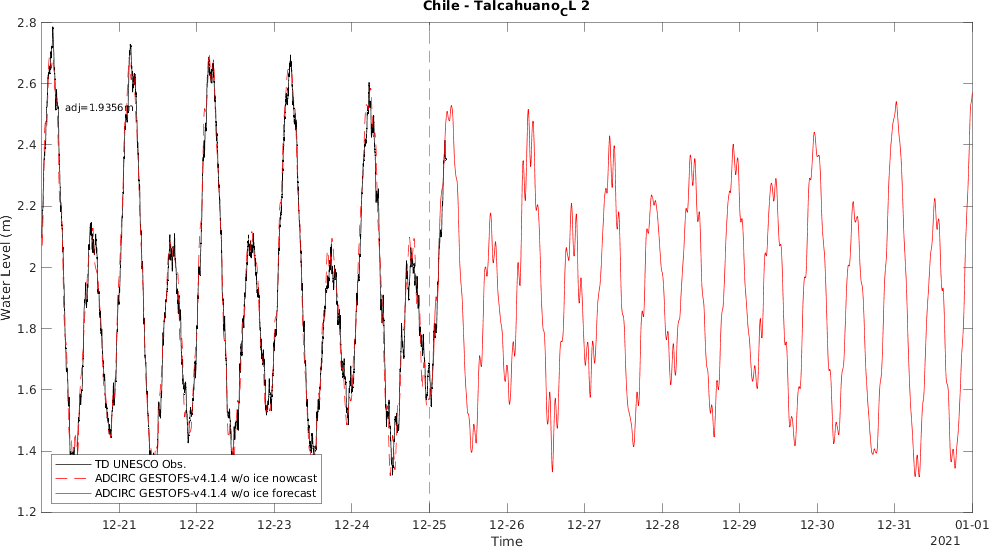 Chile - Talcahuano_CL 2
2.8
2.6
2.4
2.2
2
1.8
1.6
1.4
1.2
Water Level (m)
adj=1.9356 m
TD UNESCO Obs.
ADCIRC GESTOFS-v4.1.4 w/o ice nowcast
ADCIRC GESTOFS-v4.1.4 w/o ice forecast
12-21 12-22 12-23 12-24 12-25 12-26 12-27 12-28 12-29 12-30 12-31 01-01
Time
2021